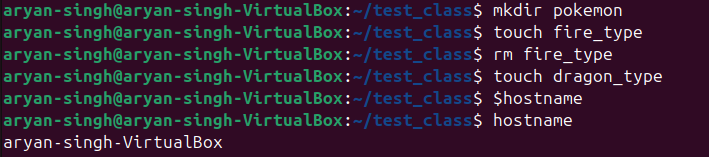 aryan-singh@aryan-singh-VirtualBox:~/test_class$ mkdir pokemon
aryan-singh@aryan-singh-VirtualBox:~/test_class$ touch fire_type
aryan-singh@aryan-singh-VirtualBox:~/test_class$ rm fire_type
aryan-singh@aryan-singh-VirtualBox:~/test_class$ touch dragon_type
aryan-singh@aryan-singh-VirtualBox:~/test_class$ $hostname
aryan-singh@aryan-singh-VirtualBox:~/test_class$ hostname
aryan-singh-VirtualBox